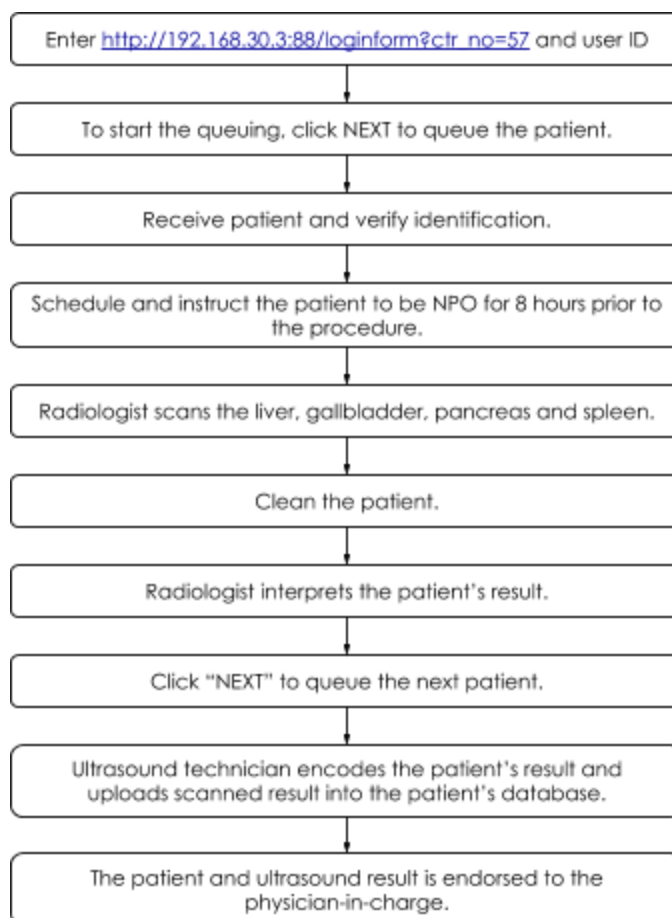 Enter http://192.168.30.3:88/loginform?ctr_no=57 and user ID
To start the queuing, click NEXT to queue the patient.
Receive patient and verify identification.
Schedule and instruct the patient to be NPO for 8 hours prior to
the procedure.
Radiologist scans the liver, gallbladder, pancreas and spleen.
Clean the patient.
Radiologist interprets the patient's result.
Click “NEXT” to queue the next patient.
Ultrasound technician encodes the patient's result and
uploads scanned result into the patient's database.
The patient and ultrasound result is endorsed to the
physician-in-charge.